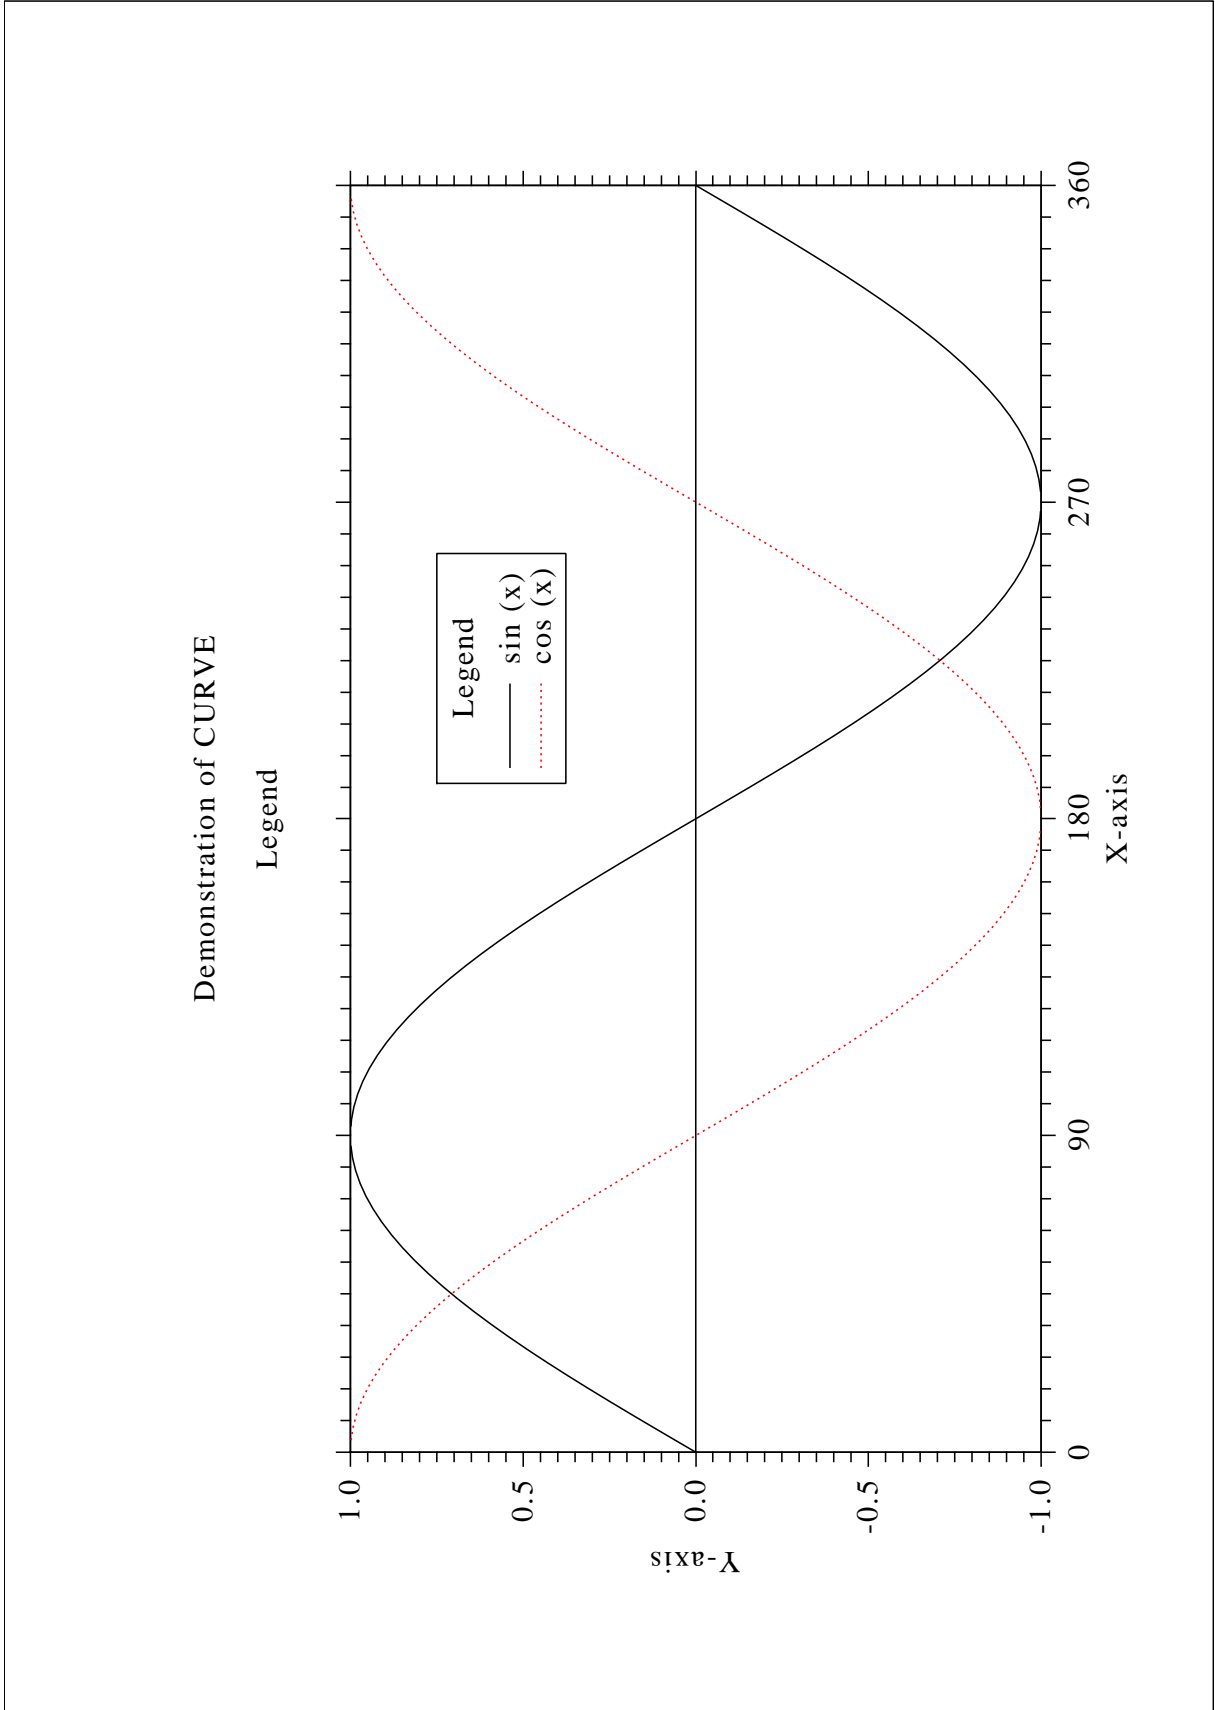 Demonstration of CURVE
Legend
Y-axis
1.0
0.5
0.0
-0.5
-1.0
Legend
sin (x)
cos (x)
0
90
180
270
360
X-axis